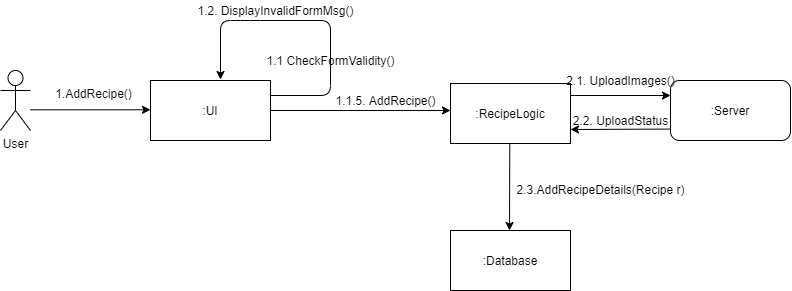 1.2. DisplayInvalidFormMsg()
1.1 CheckFormValidity()
1.AddRecipe()
:UI
1.1.5. AddRecipe()
:RecipeLogic
2.1. UploadImages()
:Server
2.2. UploadStatus
User
2.3.AddRecipeDetails(Recipe r)
:Database